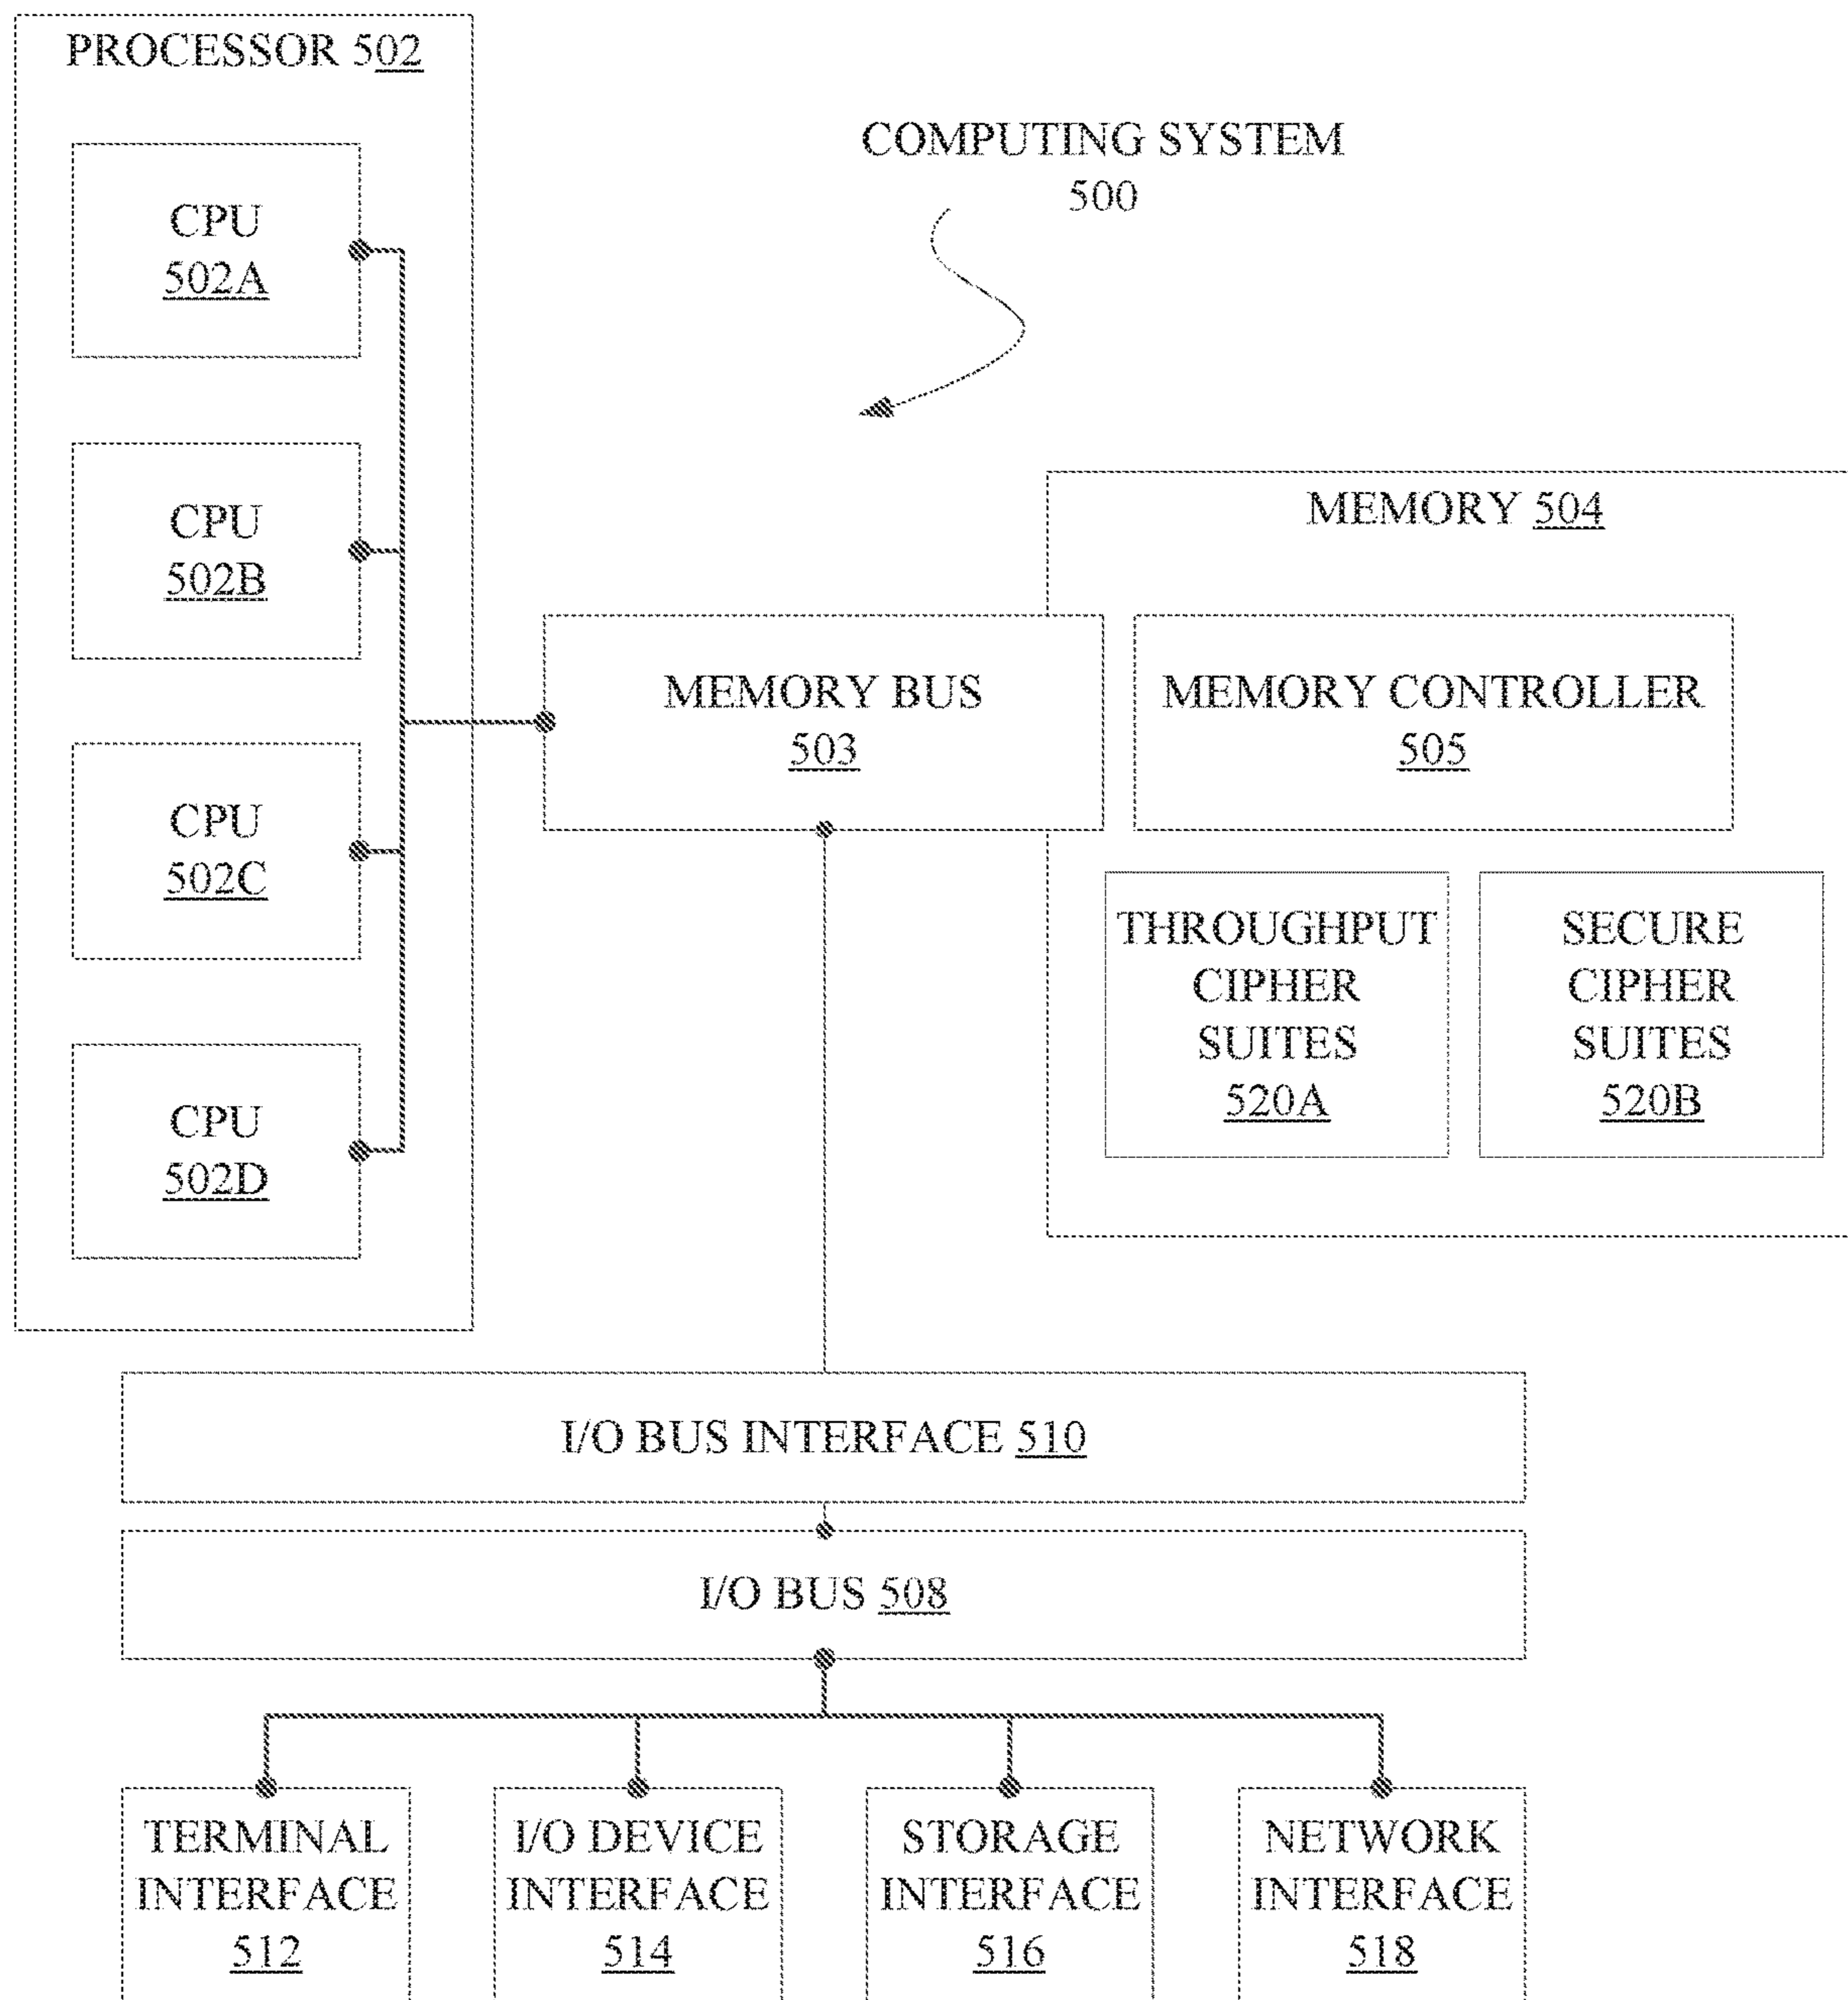 PROCESSOR 502
CPU
502A
CPU
502B
CPU
502C
CPU
502D
COMPUTING SYSTEM
500
MEMORY 504
MEMORY BUS
503
MEMORY CONTROLLER
505
THROUGHPUT
CIPHER
SUITES
520A
SECURE
CIPHER
SUITES
520B
I/O BUS INTERFACE 510
I/O BUS 508
TERMINAL
INTERFACE
512
I/O DEVICE
INTERFACE
514
STORAGE
INTERFACE
516
NETWORK
INTERFACE
518